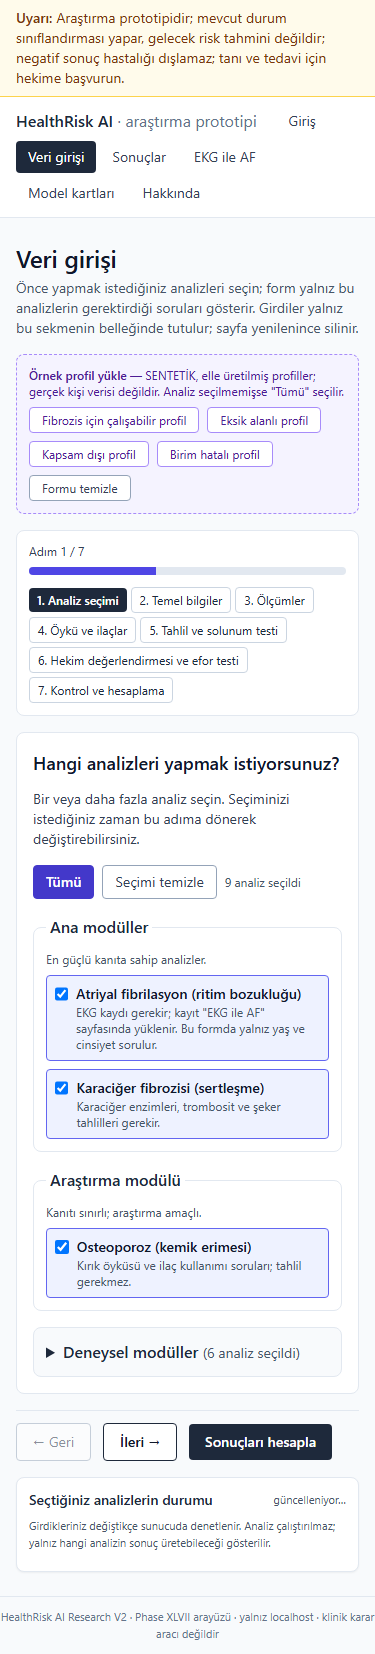 Uyarı: Araştırma prototipidir; mevcut durum
sınıflandırması yapar, gelecek risk tahmini değildir;
negatif sonuç hastalığı dışlamaz; tanı ve tedavi için
hekime başvurun.
HealthRisk AI · araştırma prototipi Giriş
Veri girişi Sonuçlar EKG ile AF
Model kartları Hakkında
Veri girişi
Önce yapmak istediğiniz analizleri seçin; form yalnız bu
analizlerin gerektirdiği soruları gösterir. Girdiler yalnız
bu sekmenin belleğinde tutulur; sayfa yenilenince silinir.
Örnek profil yükle — SENTETİK, elle üretilmiş profiller;
gerçek kişi verisi değildir. Analiz seçilmemişse "Tümü" seçilir.
Fibrozis için çalışabilir profil Eksik alanlı profil
Kapsam dışı profil Birim hatalı profil
Formu temizle
Adım 1 / 7
1. Analiz seçimi 2. Temel bilgiler 3. Ölçümler
4. Öykü ve ilaçlar 5. Tahlil ve solunum testi
6. Hekim değerlendirmesi ve efor testi
7. Kontrol ve hesaplama
Hangi analizleri yapmak istiyorsunuz?
Bir veya daha fazla analiz seçin. Seçiminizi
istediğiniz zaman bu adıma dönerek
değiştirebilirsiniz.
Tümü Seçimi temizle 9 analiz seçildi
Ana modüller
En güçlü kanıta sahip analizler.
Atriyal fibrilasyon (ritim bozukluğu)
EKG kaydı gerekir; kayıt "EKG ile AF"
sayfasında yüklenir. Bu formda yalnız yaş ve
cinsiyet sorulur.
Karaciğer fibrozisi (sertleşme)
Karaciğer enzimleri, trombosit ve şeker
tahlilleri gerekir.
Araştırma modülü
Kanıtı sınırlı; araştırma amaçlı.
Osteoporoz (kemik erimesi)
Kırık öyküsü ve ilaç kullanımı soruları; tahlil
gerekmez.
Deneysel modüller (6 analiz seçildi)
← Geri İleri → Sonuçları hesapla
Seçtiğiniz analizlerin durumu güncelleniyor...
Girdikleriniz değiştikçe sunucuda denetlenir. Analiz çalıştırılmaz;
yalnız hangi analizin sonuç üretebileceği gösterilir.
HealthRisk AI Research V2 · Phase XLVII arayüzü · yalnız localhost · klinik karar
aracı değildir